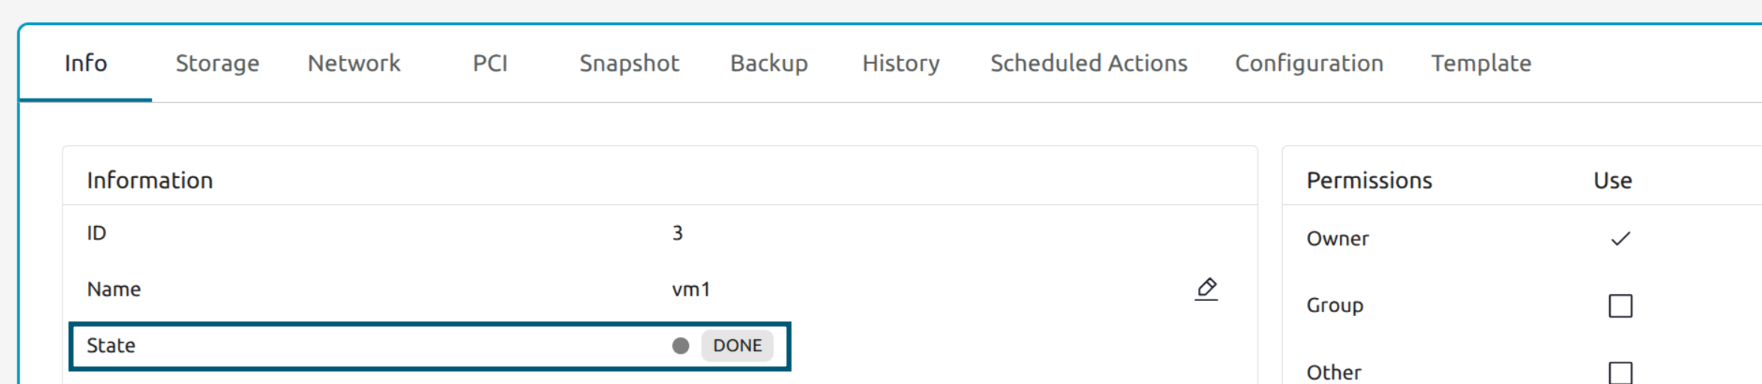 Info Storage Network PCI Snapshot Backup History Scheduled Actions Configuration Template
Information
ID 3
Name vm1
State DONE
Permissions Use
Owner
Group
Other